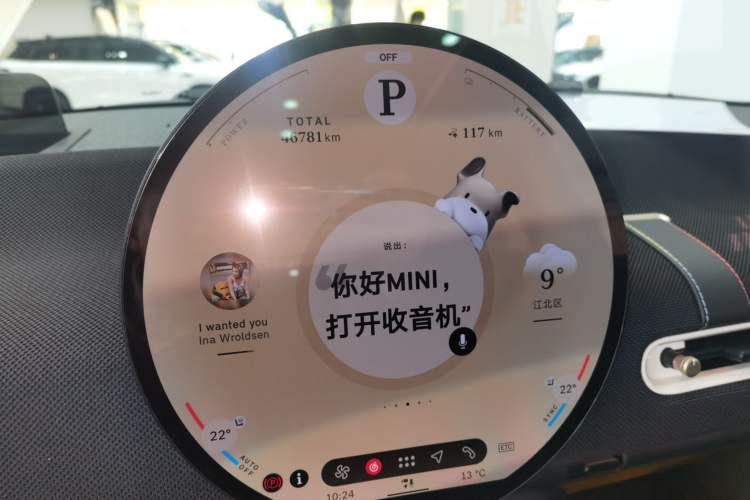 OFF
P
POWER
BATTERY
TOTAL
46781 km
117 km
说出：
“你好MINI，
打开收音机”
I wanted you
Ina Wroldsen
9°
江北区
22°
AUTO
OFF
22°
SYNC
OFF
ETC
10:24
13 °C